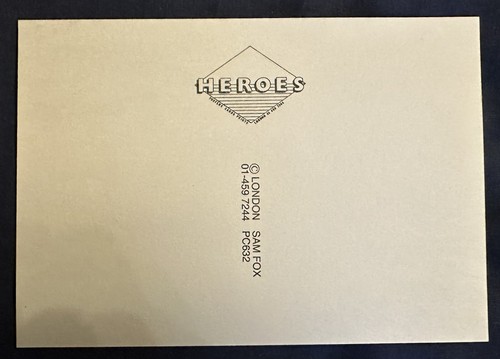 HEROES
© LONDON SAM FOX
01-459 7244 PC632